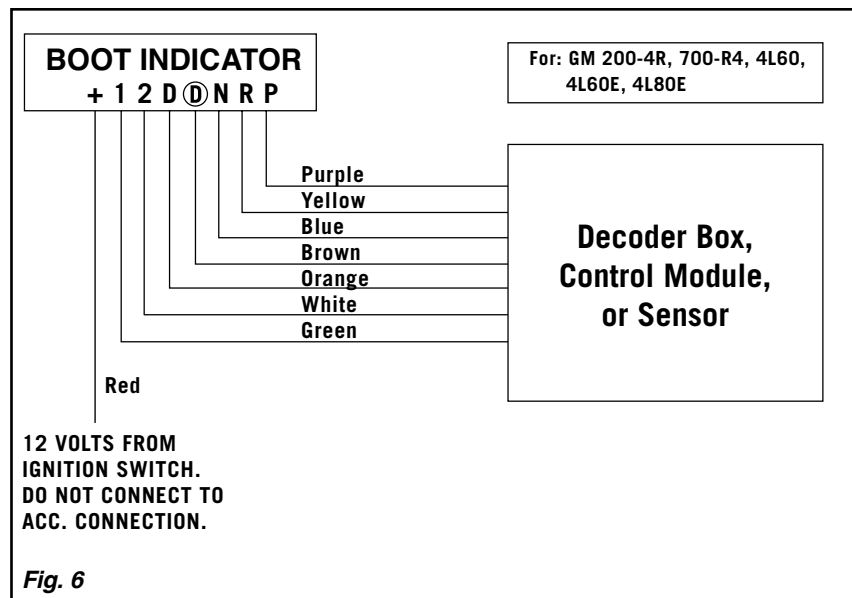 BOOT INDICATOR
+ 1 2 D Ⓓ N R P
For: GM 200-4R, 700-R4, 4L60,
4L60E, 4L80E
Purple
Yellow
Blue
Brown
Orange
White
Green
Decoder Box,
Control Module,
or Sensor
Red
12 VOLTS FROM
IGNITION SWITCH.
DO NOT CONNECT TO
ACC. CONNECTION.
Fig. 6